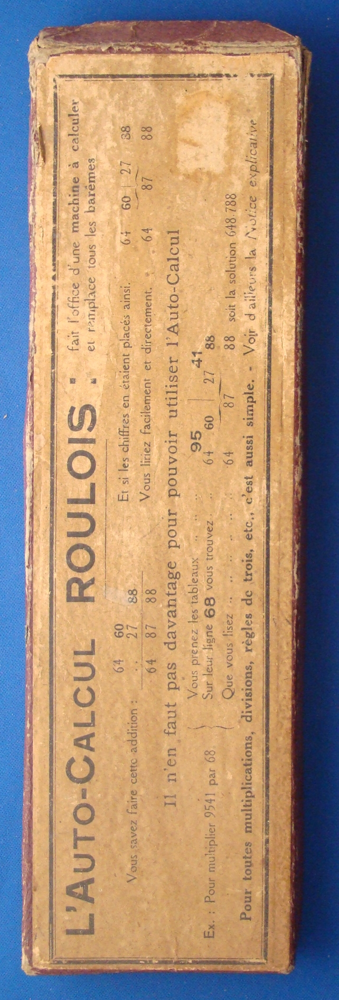 L'AUTO-CALCUL ROULOIS :
fait l'office d'une machine à calculer
et remplace tous les barêmes
Vous savez faire cette addition :
64 60
.. 27 88
64 87 88
Et si les chiffres en étaient placés ainsi.
64 60 | 27 88
Vous liriez facilement et directement.
64 87 88
Il n'en faut pas davantage pour pouvoir utiliser l'Auto-Calcul
Ex. : Pour multiplier 9541 par 68
Vous prenez les tableaux .. .. .. 95 41
Sur leur ligne 68 vous trouvez .. .. 64 60 | 27 88
Que vous lisez .. .. .. .. .. .. 64 87 88 soit la solution 648.788
Pour toutes multiplications, divisions, règles de trois, etc., c'est aussi simple. - Voir d'ailleurs la Notice explicative